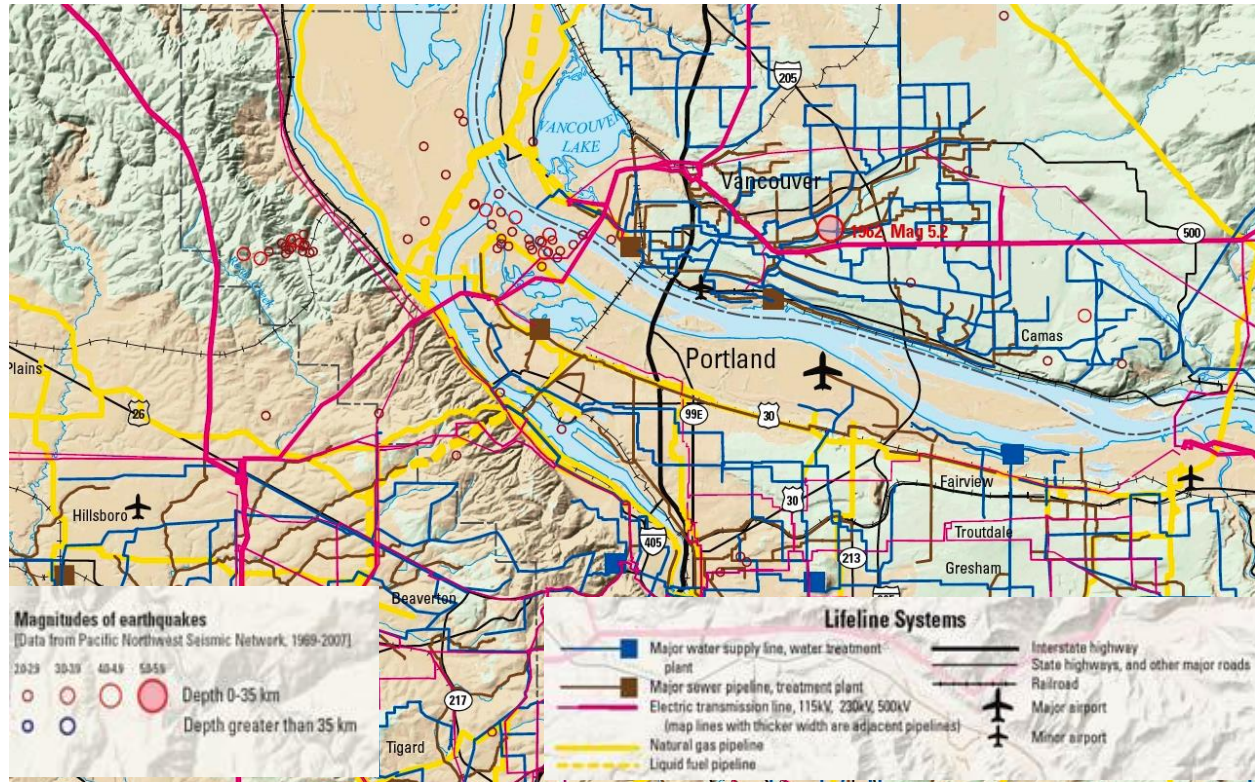 205
VANCOUVER
LAKE
Vancouver
1962 Mag 5.2
500
Camas
Portland
Plains
26
99E
30
Fairview
30
Hillsboro
405
213
Troutdale
Gresham
Beaverton
217
Tigard
Magnitudes of earthquakes
[Data from Pacific Northwest Seismic Network, 1969-2007]
2.0-2.9 3.0-3.9 4.0-4.9 5.0-5.9
Depth 0-35 km
Depth greater than 35 km
Lifeline Systems
Major water supply line, water treatment
plant
Major sewer pipeline, treatment plant
Electric transmission line, 115kV, 230kV, 500kV
(map lines with thicker width are adjacent pipelines)
Natural gas pipeline
Liquid fuel pipeline
Interstate highway
State highways, and other major roads
Railroad
Major airport
Minor airport